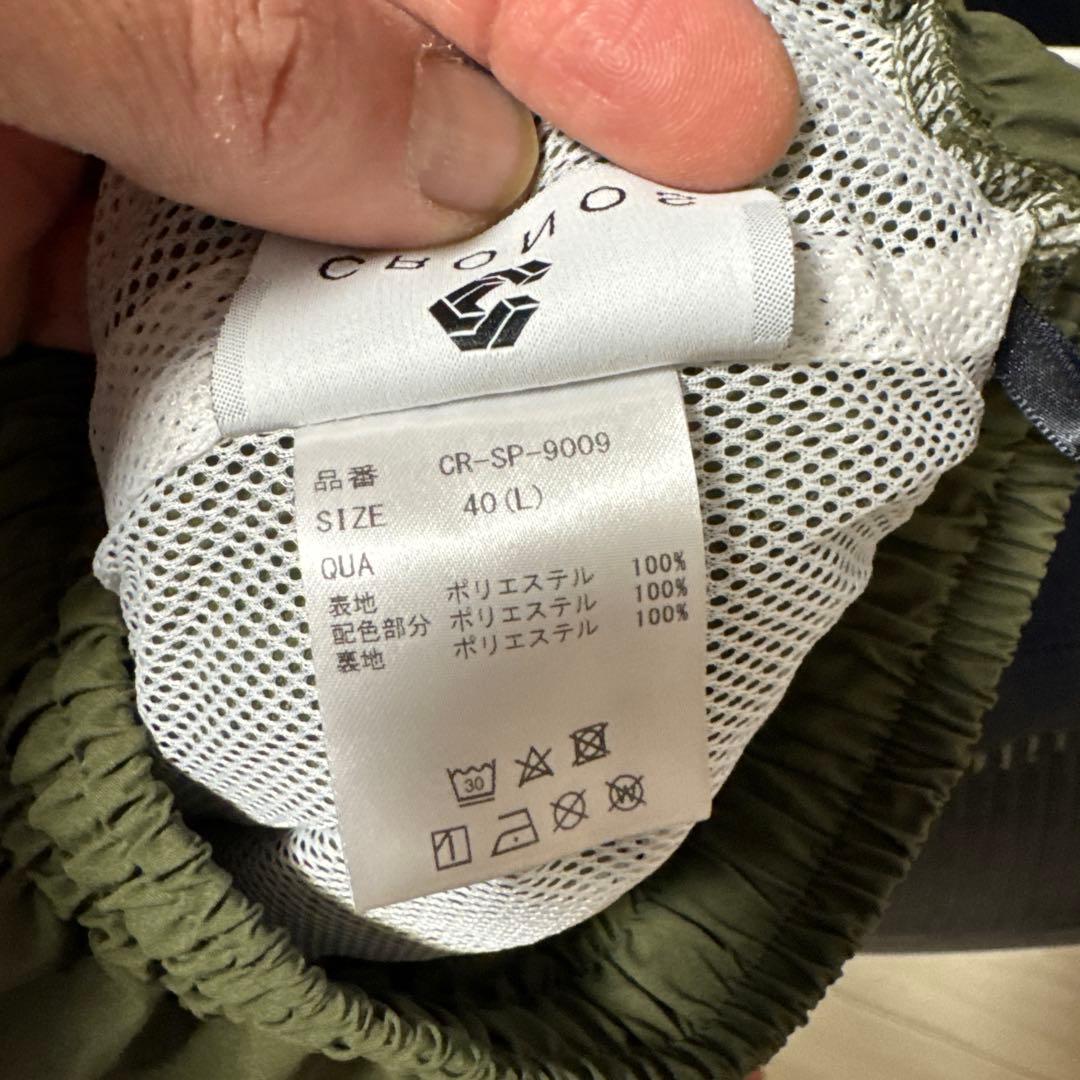 CRONOS
品番 CR-SP-9009
SIZE 40(L)
QUA
表地 ポリエステル 100%
配色部分 ポリエステル 100%
裏地 ポリエステル 100%
30
W